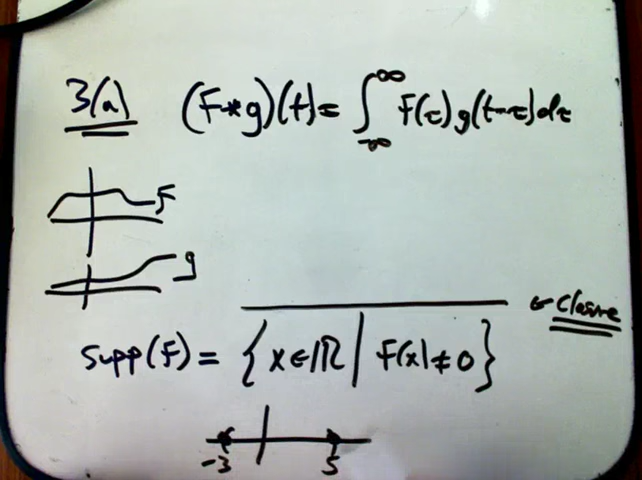 3(a) (F*g)(t) = ∫_{-∞}^{∞} F(τ)g(t-τ)dτ
F
g
← closure
supp(F) = { x∈ℝ | F(x) ≠ 0 }
-3 5